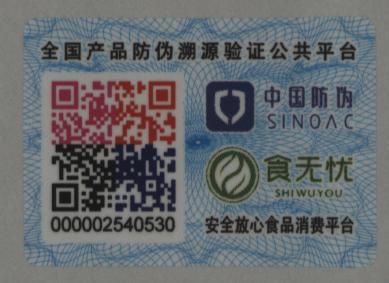 全国产品防伪溯源验证公共平台
中国防伪
SINOAC
食无忧
SHIWUYOU
000002540530
安全放心食品消费平台